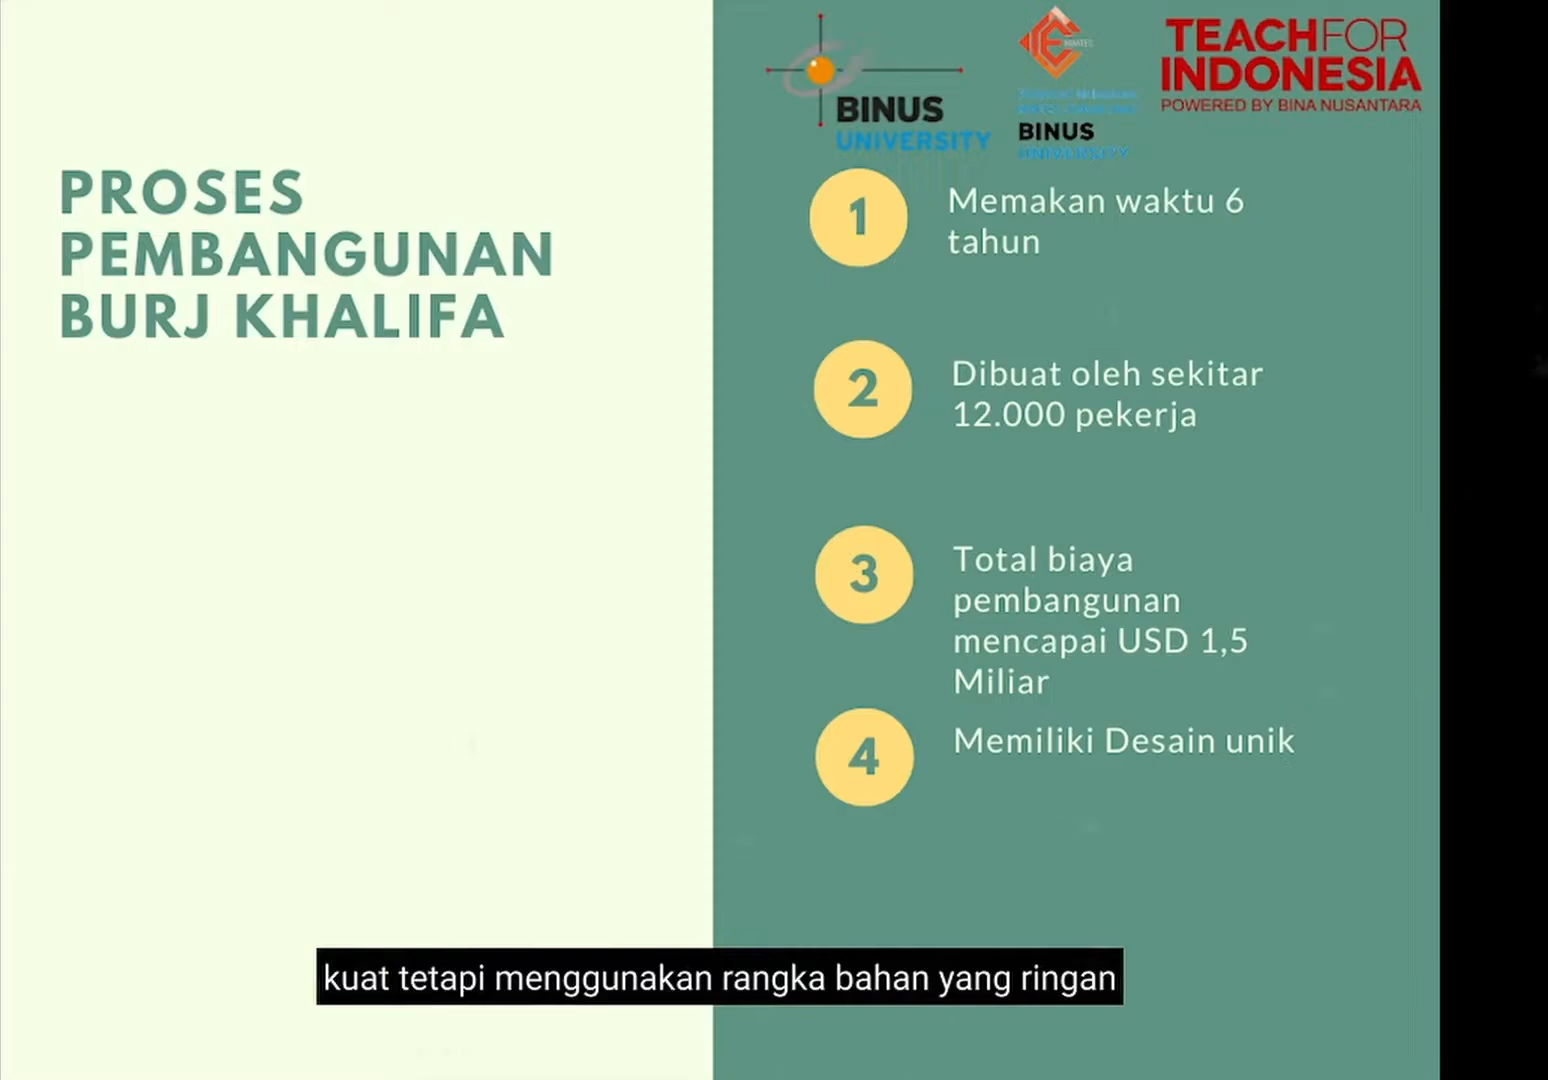 BINUS
UNIVERSITY
BINUS
UNIVERSITY
TEACHFOR
INDONESIA
POWERED BY BINA NUSANTARA
PROSES
PEMBANGUNAN
BURJ KHALIFA
1
Memakan waktu 6
tahun
2
Dibuat oleh sekitar
12.000 pekerja
3
Total biaya
pembangunan
mencapai USD 1,5
Miliar
4
Memiliki Desain unik
kuat tetapi menggunakan rangka bahan yang ringan